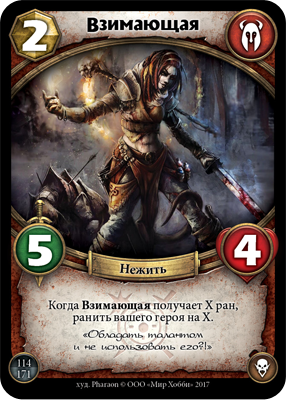 2
Взимающая
5
4
Нежить
Когда Взимающая получает X ран,
ранить вашего героя на X.
«Обладать талантом
и не использовать его?!»
114
171
худ. Pharaon © ООО «Мир Хобби» 2017